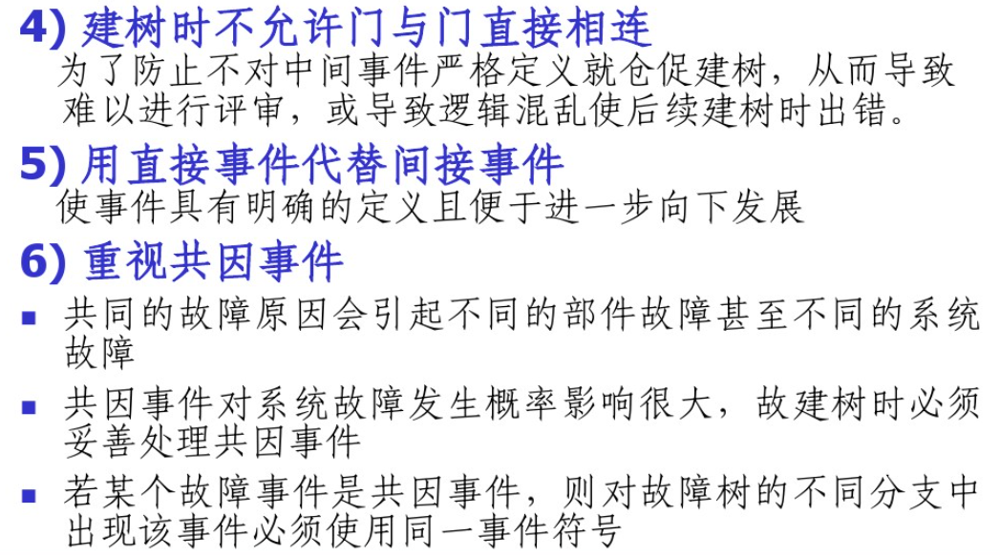 4) 建树时不允许门与门直接相连
为了防止不对中间事件严格定义就仓促建树，从而导致
难以进行评审，或导致逻辑混乱使后续建树时出错。
5) 用直接事件代替间接事件
使事件具有明确的定义且便于进一步向下发展
6) 重视共因事件
▪ 共同的故障原因会引起不同的部件故障甚至不同的系统
故障
▪ 共因事件对系统故障发生概率影响很大，故建树时必须
妥善处理共因事件
▪ 若某个故障事件是共因事件，则对故障树的不同分支中
出现该事件必须使用同一事件符号